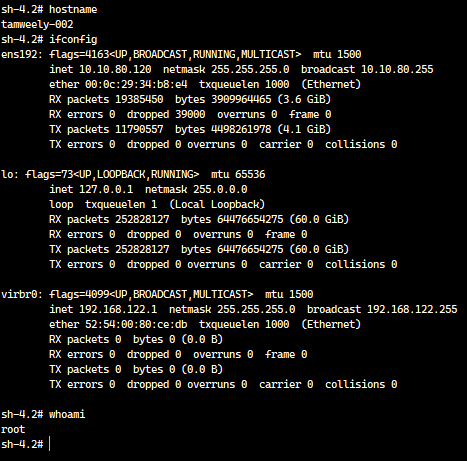 sh-4.2# hostname
tamweely-002
sh-4.2# ifconfig
ens192: flags=4163<UP,BROADCAST,RUNNING,MULTICAST>  mtu 1500
        inet 10.10.80.120  netmask 255.255.255.0  broadcast 10.10.80.255
        ether 00:0c:29:34:b8:e4  txqueuelen 1000  (Ethernet)
        RX packets 19385450  bytes 3909964465 (3.6 GiB)
        RX errors 0  dropped 39000  overruns 0  frame 0
        TX packets 11790557  bytes 4498261978 (4.1 GiB)
        TX errors 0  dropped 0 overruns 0  carrier 0  collisions 0

lo: flags=73<UP,LOOPBACK,RUNNING>  mtu 65536
        inet 127.0.0.1  netmask 255.0.0.0
        loop  txqueuelen 1  (Local Loopback)
        RX packets 252828127  bytes 64476654275 (60.0 GiB)
        RX errors 0  dropped 0  overruns 0  frame 0
        TX packets 252828127  bytes 64476654275 (60.0 GiB)
        TX errors 0  dropped 0 overruns 0  carrier 0  collisions 0

virbr0: flags=4099<UP,BROADCAST,MULTICAST>  mtu 1500
        inet 192.168.122.1  netmask 255.255.255.0  broadcast 192.168.122.255
        ether 52:54:00:80:ce:db  txqueuelen 1000  (Ethernet)
        RX packets 0  bytes 0 (0.0 B)
        RX errors 0  dropped 0  overruns 0  frame 0
        TX packets 0  bytes 0 (0.0 B)
        TX errors 0  dropped 0 overruns 0  carrier 0  collisions 0

sh-4.2# whoami
root
sh-4.2#